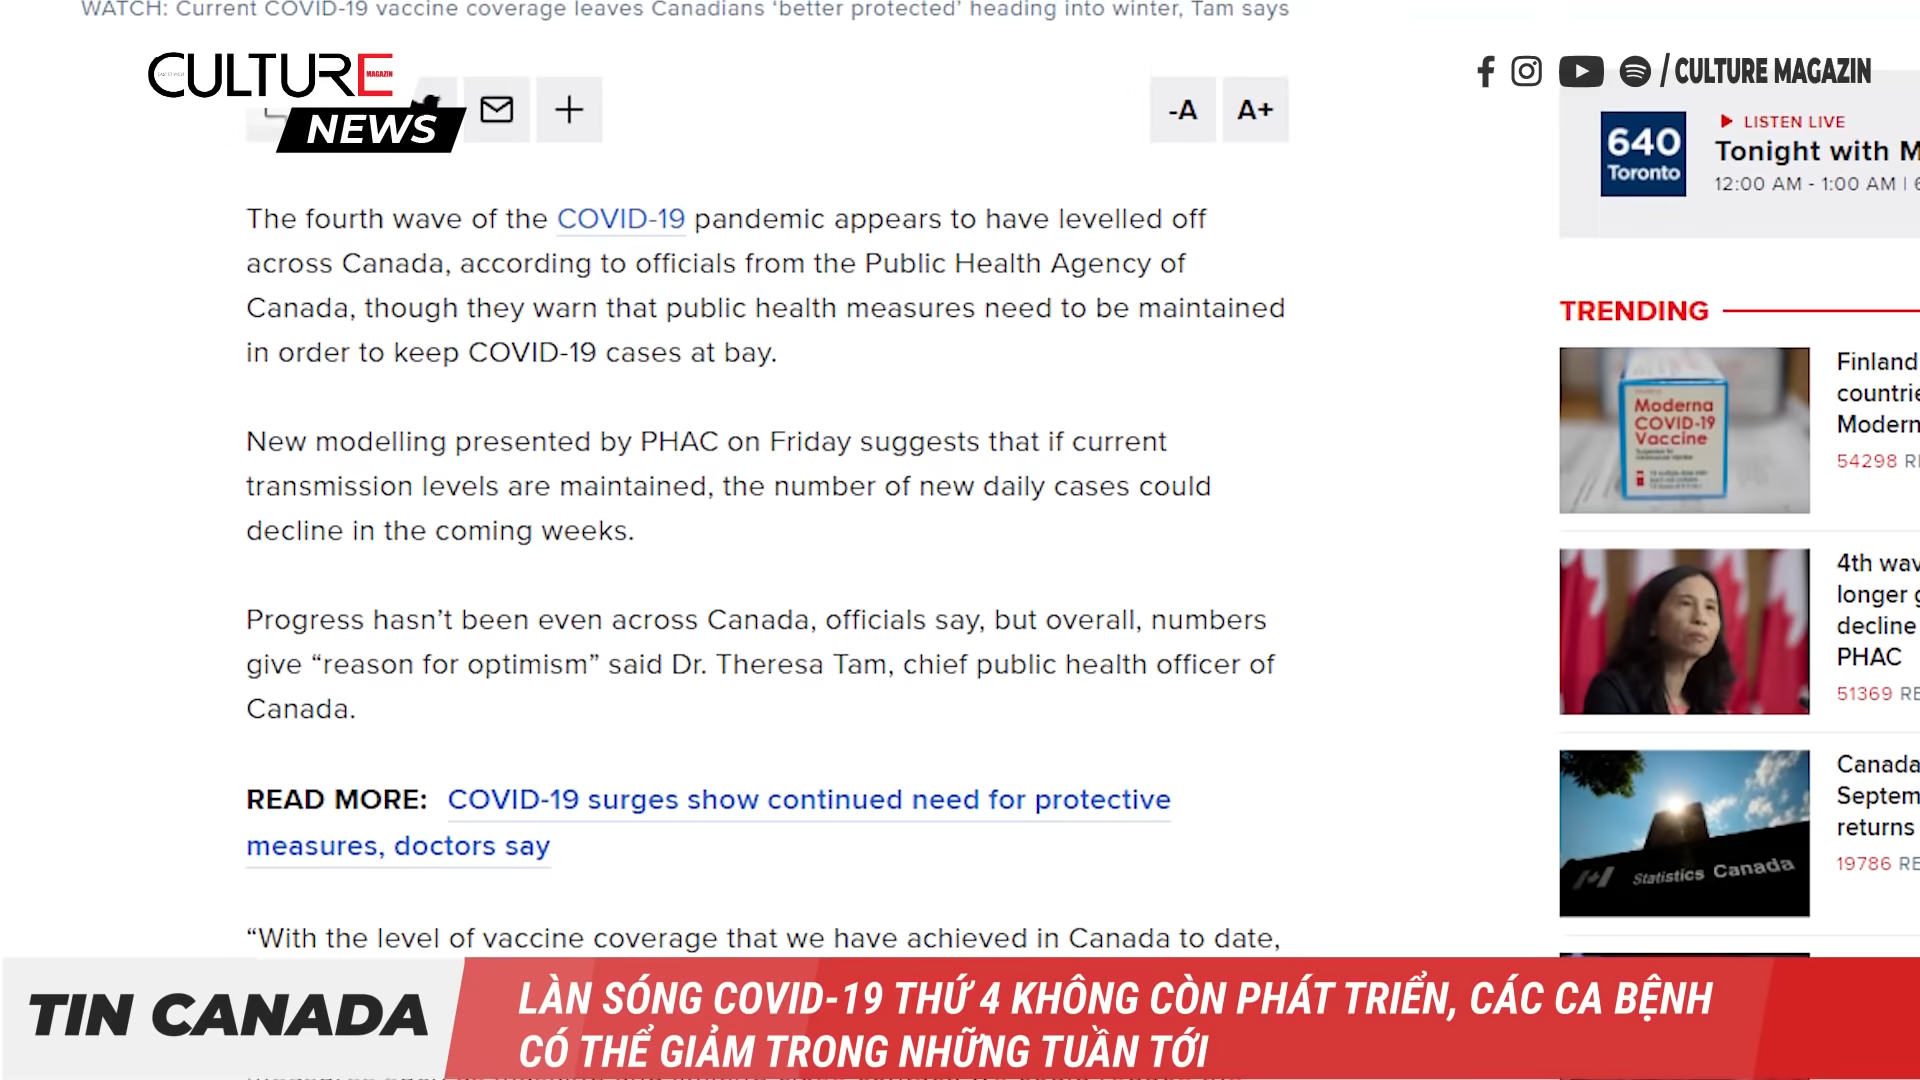 WATCH: Current COVID-19 vaccine coverage leaves Canadians ‘better protected’ heading into winter, Tam says
CULTURE
MAGAZIN
NEWS
-A
A+
/ CULTURE MAGAZIN
640
Toronto
LISTEN LIVE
Tonight with M
12:00 AM - 1:00 AM | 6
The fourth wave of the COVID-19 pandemic appears to have levelled off
across Canada, according to officials from the Public Health Agency of
Canada, though they warn that public health measures need to be maintained
in order to keep COVID-19 cases at bay.
New modelling presented by PHAC on Friday suggests that if current
transmission levels are maintained, the number of new daily cases could
decline in the coming weeks.
Progress hasn’t been even across Canada, officials say, but overall, numbers
give “reason for optimism” said Dr. Theresa Tam, chief public health officer of
Canada.
READ MORE: COVID-19 surges show continued need for protective
measures, doctors say
“With the level of vaccine coverage that we have achieved in Canada to date,
TRENDING
Moderna
COVID-19
Vaccine
Finland
countrie
Modern
54298 RE
4th wav
longer g
decline
PHAC
51369 RE
Statistics Canada
Canada
Septem
returns
19786 RE
TIN CANADA
LÀN SÓNG COVID-19 THỨ 4 KHÔNG CÒN PHÁT TRIỂN, CÁC CA BỆNH
CÓ THỂ GIẢM TRONG NHỮNG TUẦN TỚI